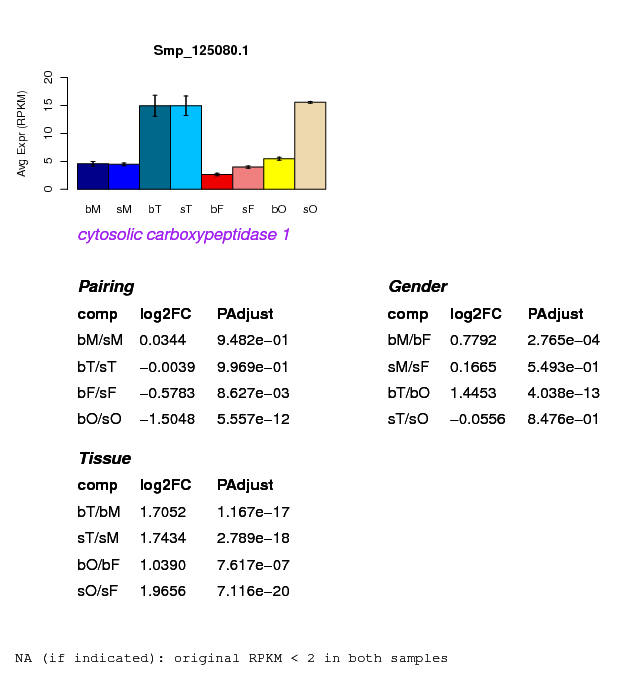 Smp_125080.1
Avg Expr (RPKM)
20
15
10
5
0
bM sM bT sT bF sF bO sO
cytosolic carboxypeptidase 1
Pairing
comp log2FC PAdjust
bM/sM 0.0344 9.482e−01
bT/sT −0.0039 9.969e−01
bF/sF −0.5783 8.627e−03
bO/sO −1.5048 5.557e−12
Gender
comp log2FC PAdjust
bM/bF 0.7792 2.765e−04
sM/sF 0.1665 5.493e−01
bT/bO 1.4453 4.038e−13
sT/sO −0.0556 8.476e−01
Tissue
comp log2FC PAdjust
bT/bM 1.7052 1.167e−17
sT/sM 1.7434 2.789e−18
bO/bF 1.0390 7.617e−07
sO/sF 1.9656 7.116e−20
NA (if indicated): original RPKM < 2 in both samples